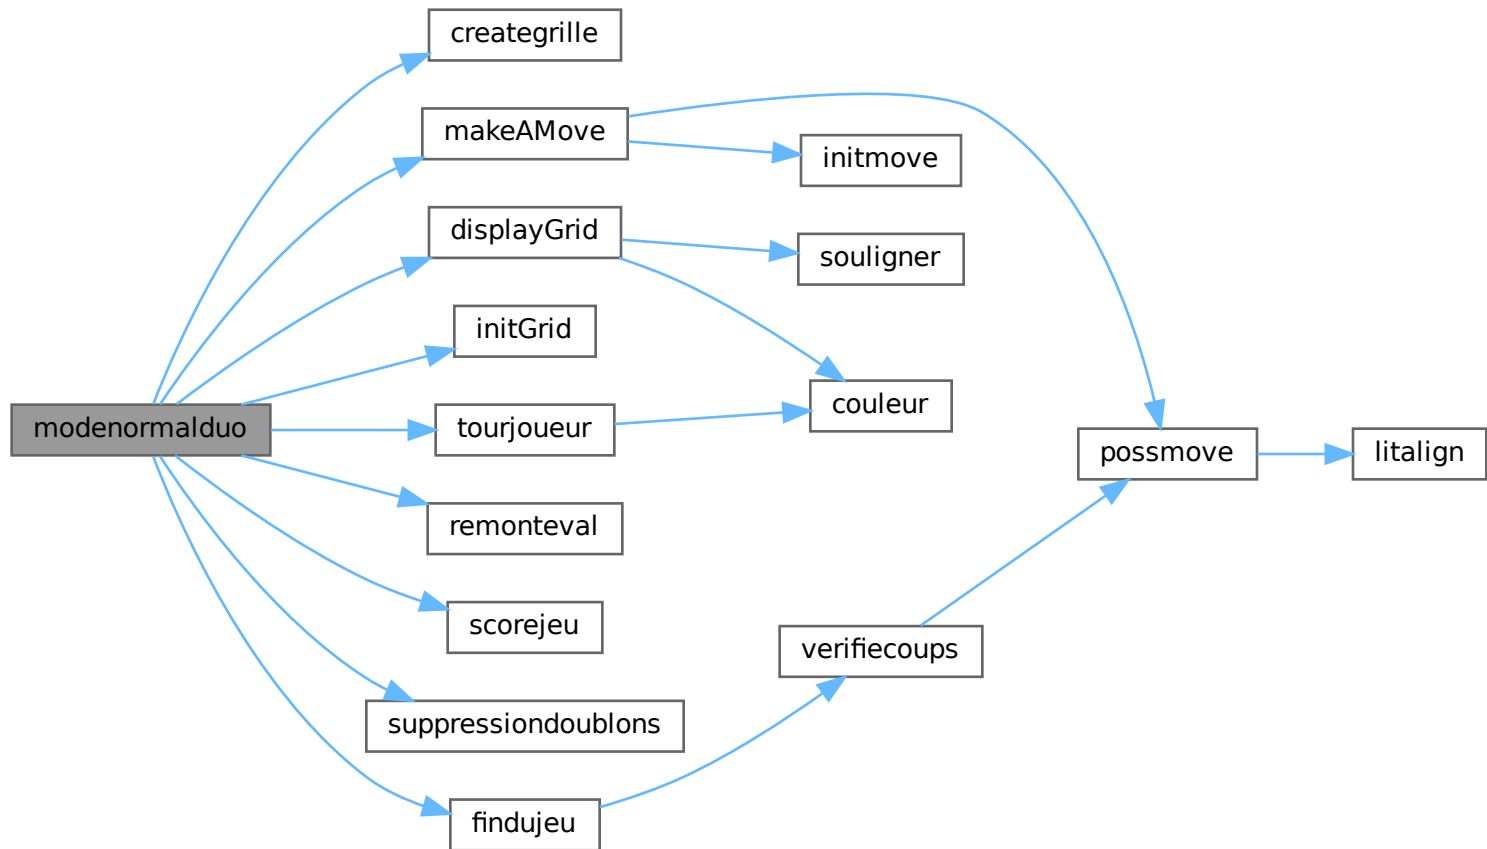 creategrille
makeAMove
initmove
displayGrid
souligner
initGrid
couleur
modenormalduo
tourjoueur
possmove
litalign
remonteval
scorejeu
verifiecoups
suppressiondoublons
findujeu